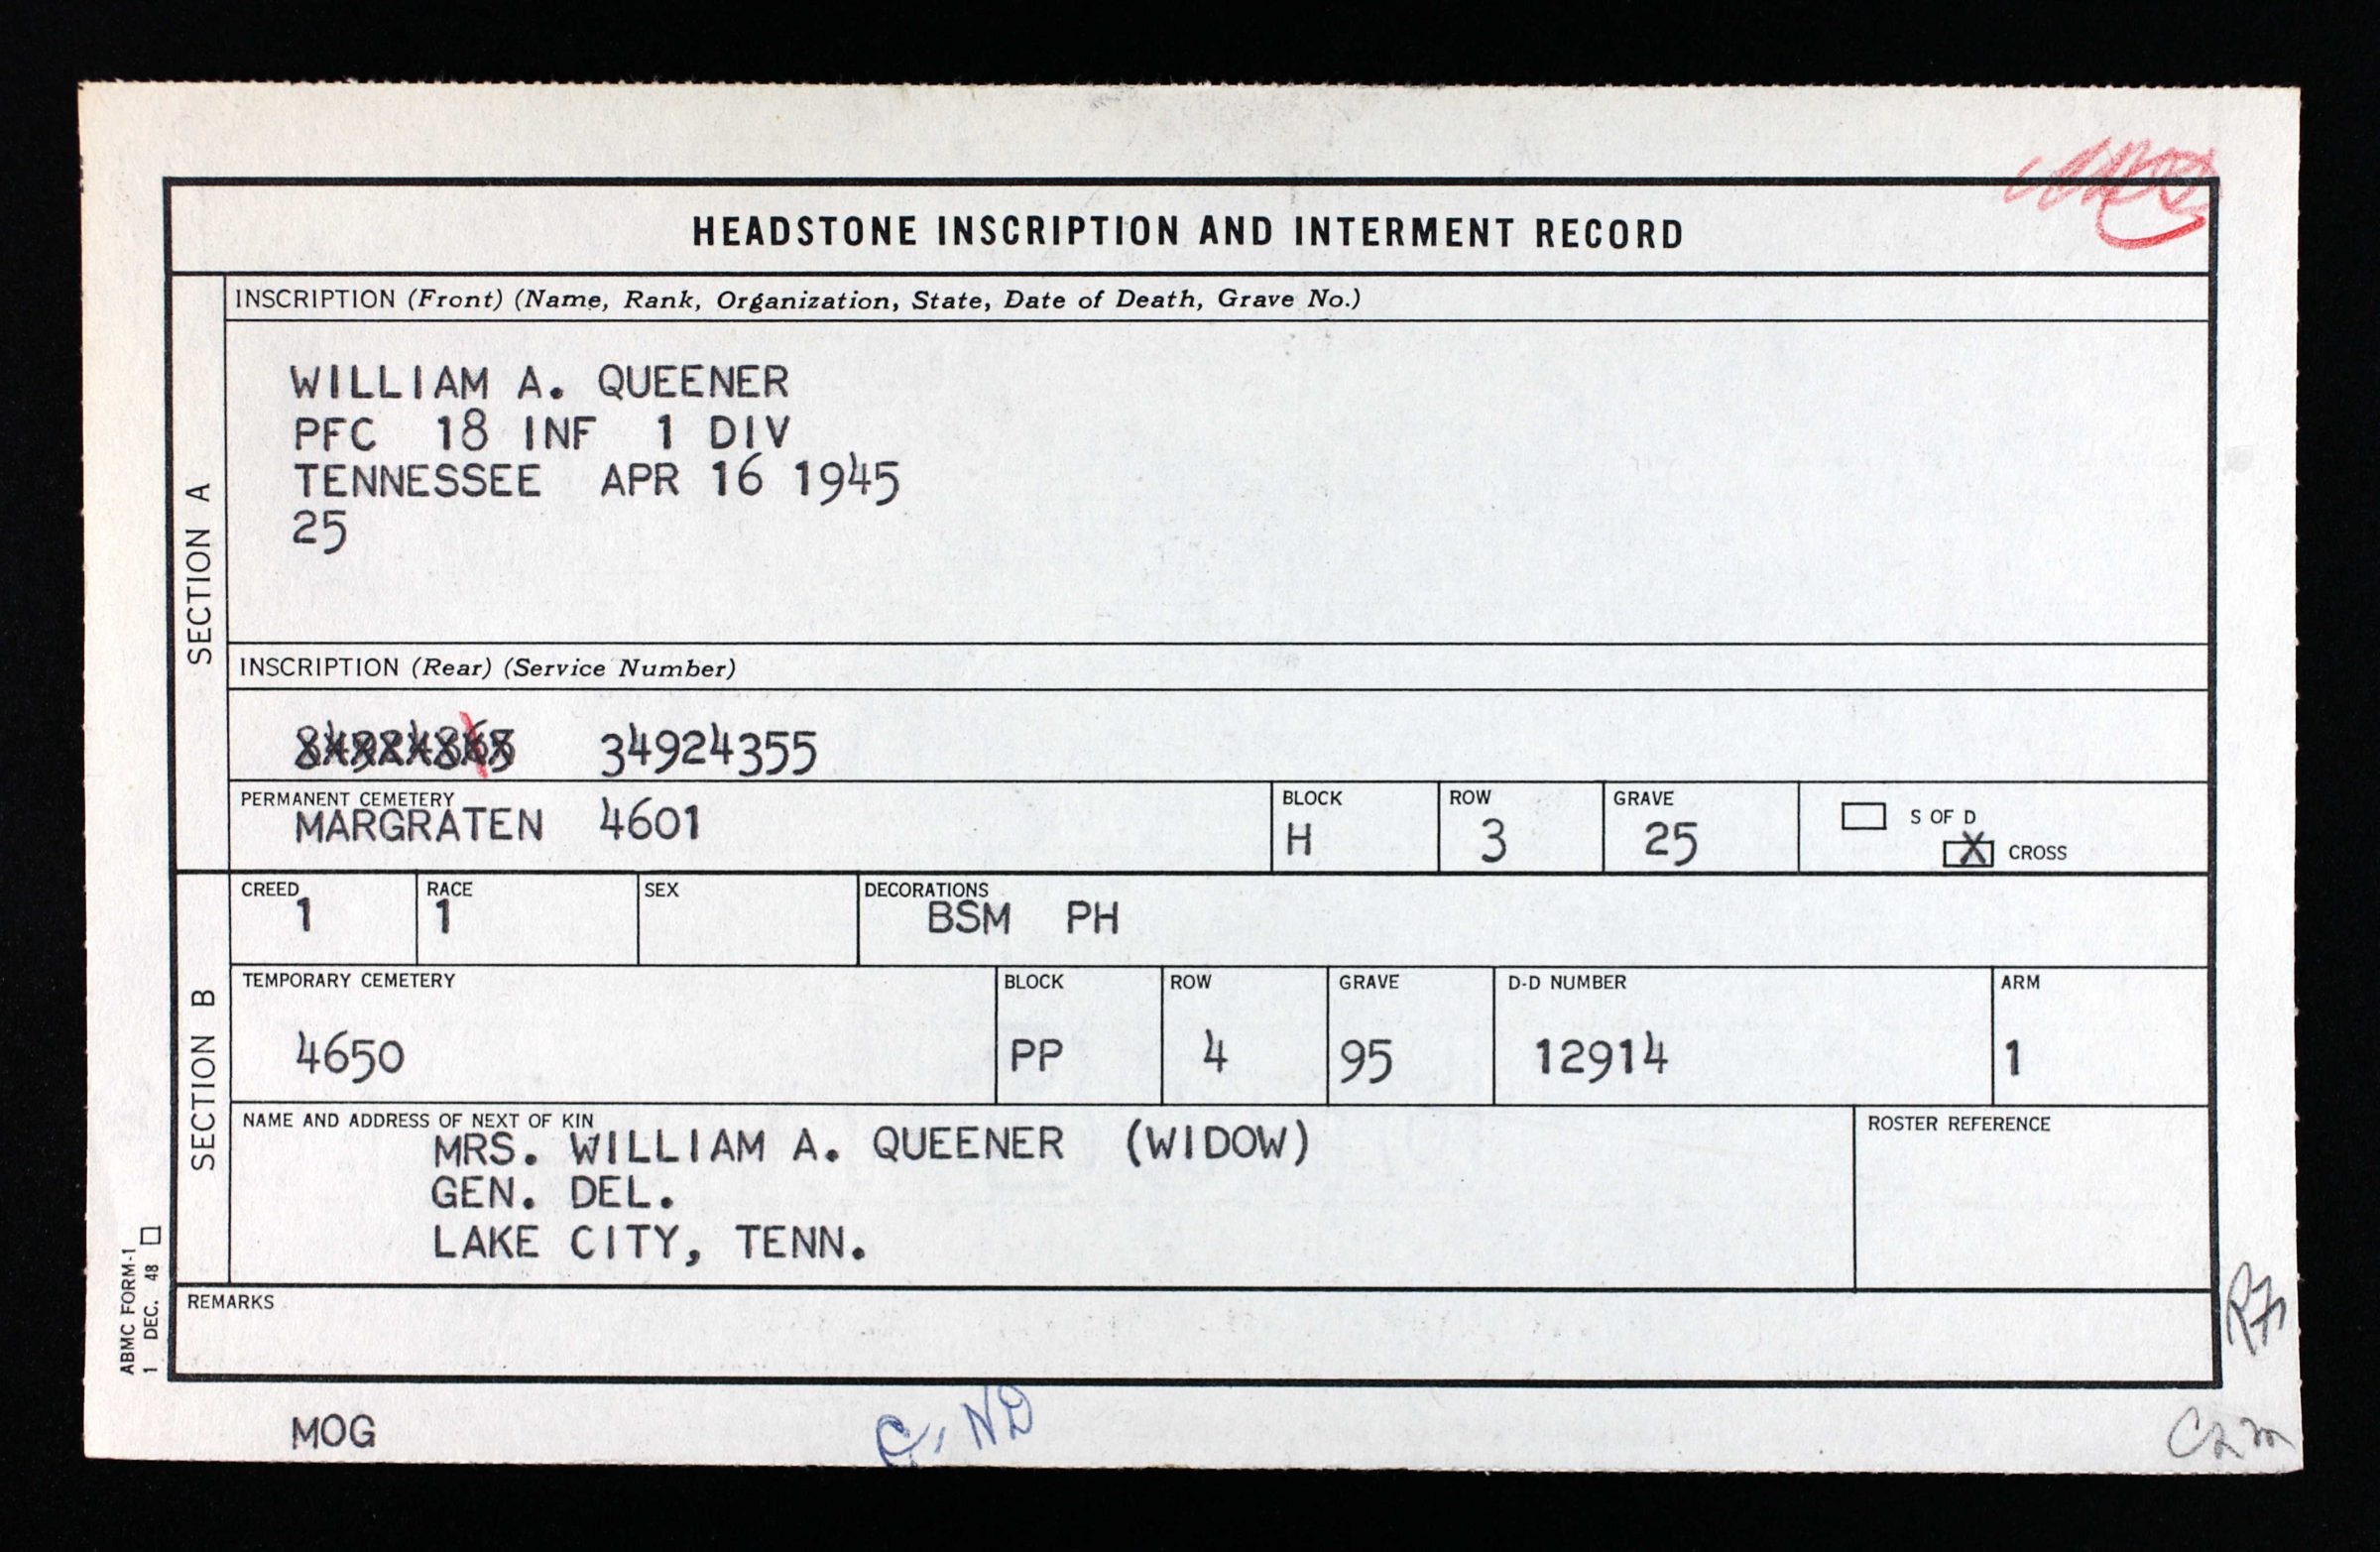 HEADSTONE INSCRIPTION AND INTERMENT RECORD
SECTION A
INSCRIPTION (Front) (Name, Rank, Organization, State, Date of Death, Grave No.)
WILLIAM A. QUEENER
PFC 18 INF 1 DIV
TENNESSEE APR 16 1945
25
INSCRIPTION (Rear) (Service Number)
34924355
PERMANENT CEMETERY BLOCK ROW GRAVE
MARGRATEN 4601 H 3 25
S OF D
X CROSS
SECTION B
CREED RACE SEX DECORATIONS
1 1 BSM PH
TEMPORARY CEMETERY BLOCK ROW GRAVE D-D NUMBER ARM
4650 PP 4 95 12914 1
NAME AND ADDRESS OF NEXT OF KIN ROSTER REFERENCE
MRS. WILLIAM A. QUEENER (WIDOW)
GEN. DEL.
LAKE CITY, TENN.
REMARKS
ABMC FORM-1
1 DEC. 48
MOG